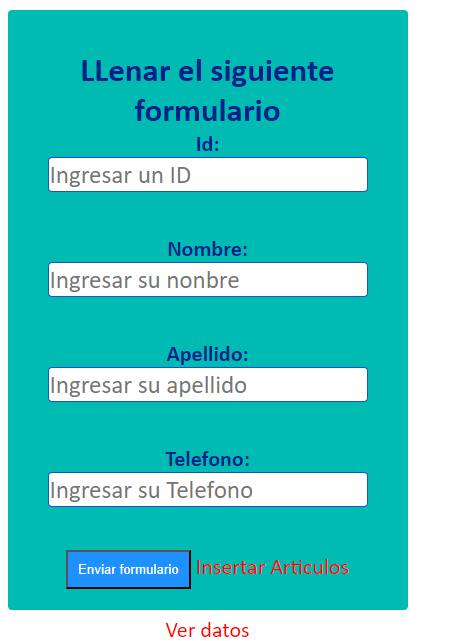 LLenar el siguiente
formulario
Id:
Ingresar un ID
Nombre:
Ingresar su nonbre
Apellido:
Ingresar su apellido
Telefono:
Ingresar su Telefono
Enviar formulario Insertar Articulos
Ver datos